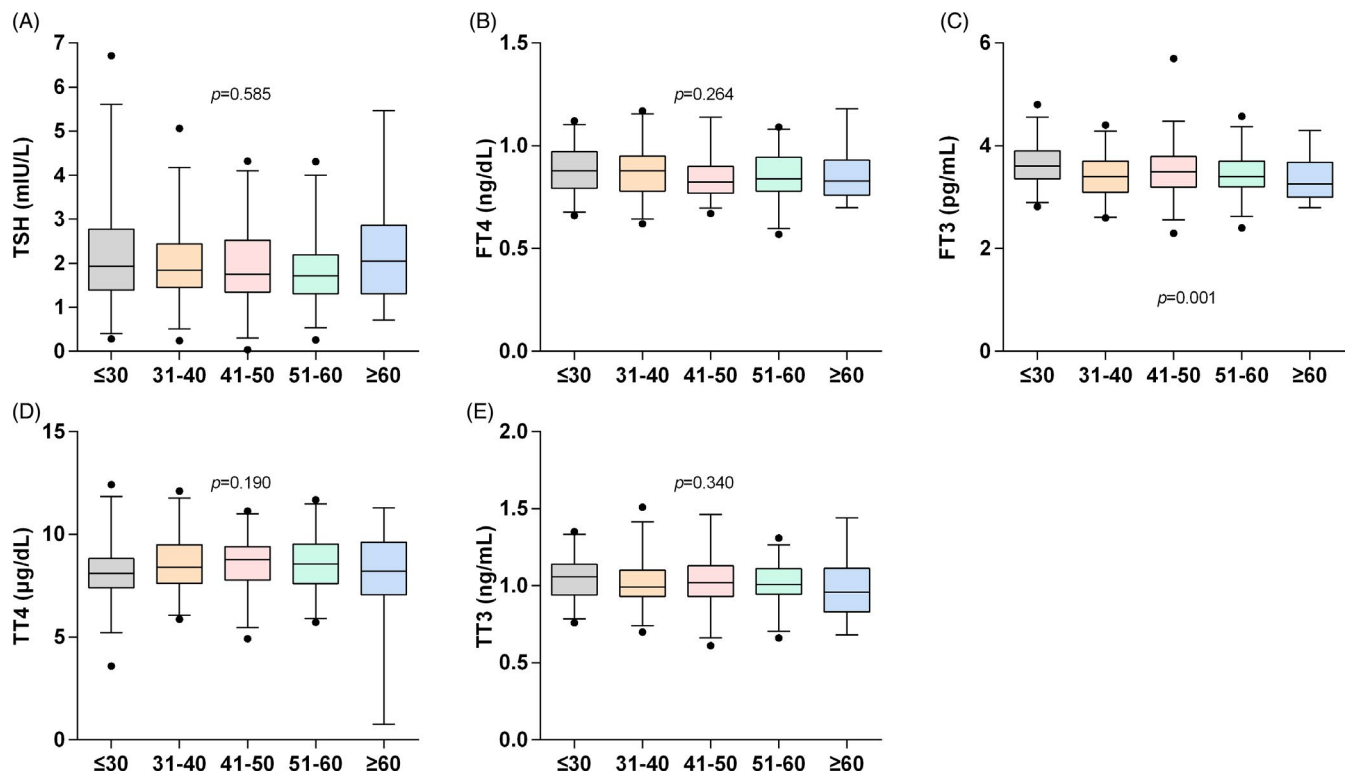 (A)
TSH (mIU/L)
7
6
5
4
3
2
1
0
p=0.585
≤30 31-40 41-50 51-60 ≥60
(B)
FT4 (ng/dL)
1.5
1.0
0.5
0.0
p=0.264
≤30 31-40 41-50 51-60 ≥60
(C)
FT3 (pg/mL)
6
4
2
0
p=0.001
≤30 31-40 41-50 51-60 ≥60
(D)
TT4 (µg/dL)
15
10
5
0
p=0.190
≤30 31-40 41-50 51-60 ≥60
(E)
TT3 (ng/mL)
2.0
1.5
1.0
0.5
0.0
p=0.340
≤30 31-40 41-50 51-60 ≥60